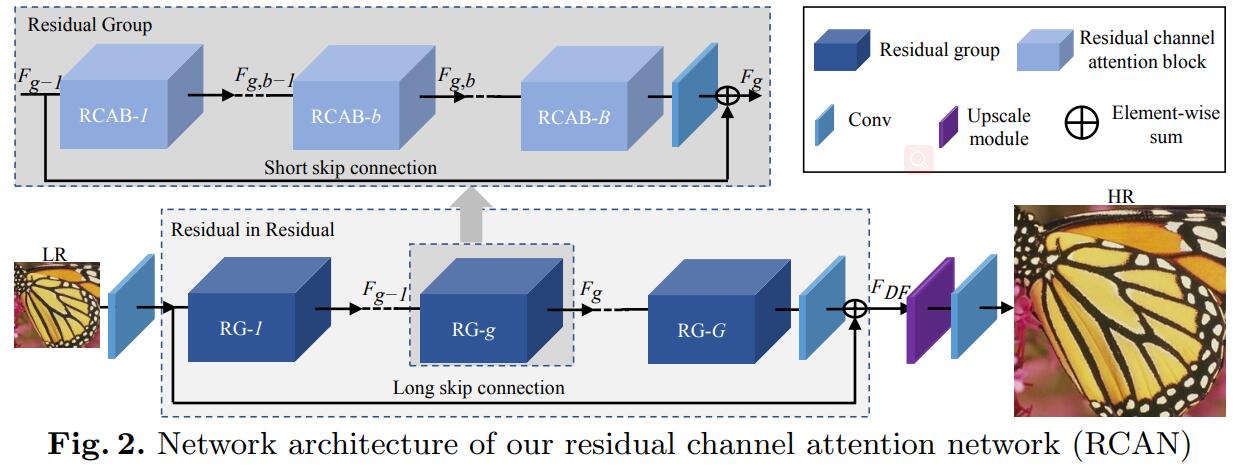 Residual Group
F_{g-1}
RCAB-1
F_{g,b-1}
RCAB-b
F_{g,b}
RCAB-B
F_g
Short skip connection
Residual group
Residual channel
attention block
Conv
Upscale
module
Element-wise
sum
LR
Residual in Residual
RG-1
F_{g-1}
RG-g
F_g
RG-G
F_{DF}
Long skip connection
HR
Fig. 2. Network architecture of our residual channel attention network (RCAN)